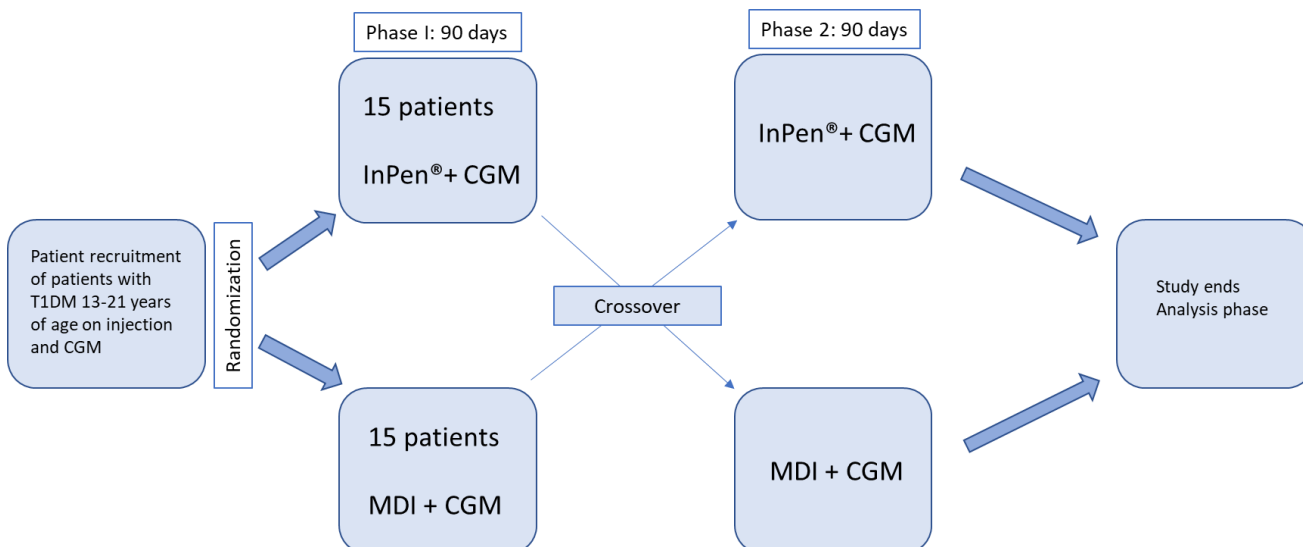 Phase I: 90 days
Phase 2: 90 days
15 patients
InPen®+ CGM
InPen®+ CGM
Patient recruitment
of patients with
T1DM 13-21 years
of age on injection
and CGM
Randomization
Crossover
Study ends
Analysis phase
15 patients
MDI + CGM
MDI + CGM